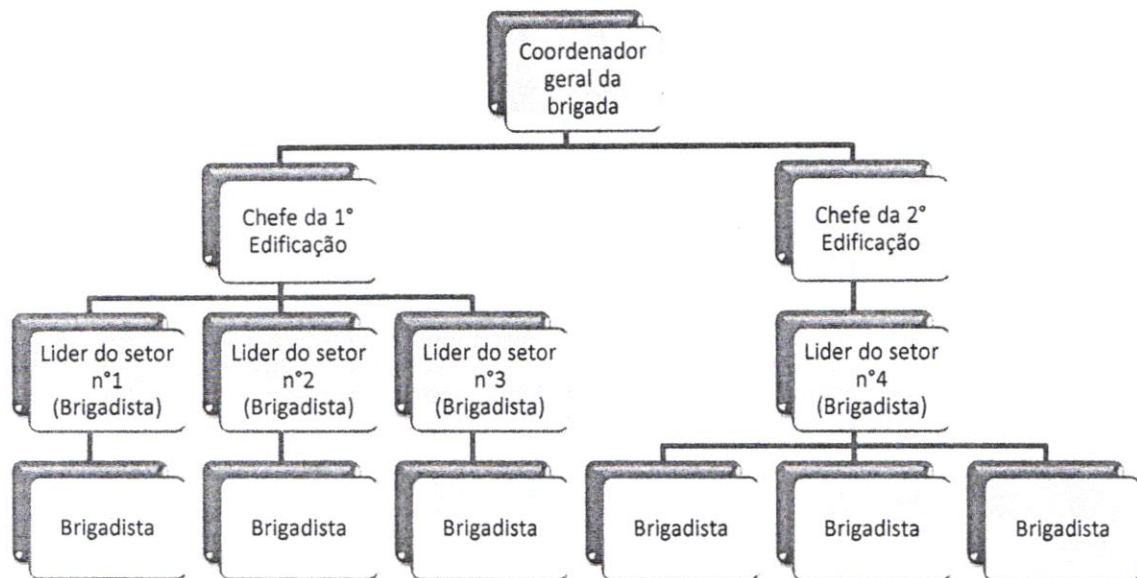 Coordenador
geral da
brigada
Chefe da 1°
Edificação
Chefe da 2°
Edificação
Lider do setor
n°1
(Brigadista)
Lider do setor
n°2
(Brigadista)
Lider do setor
n°3
(Brigadista)
Lider do setor
n°4
(Brigadista)
Brigadista
Brigadista
Brigadista
Brigadista
Brigadista
Brigadista